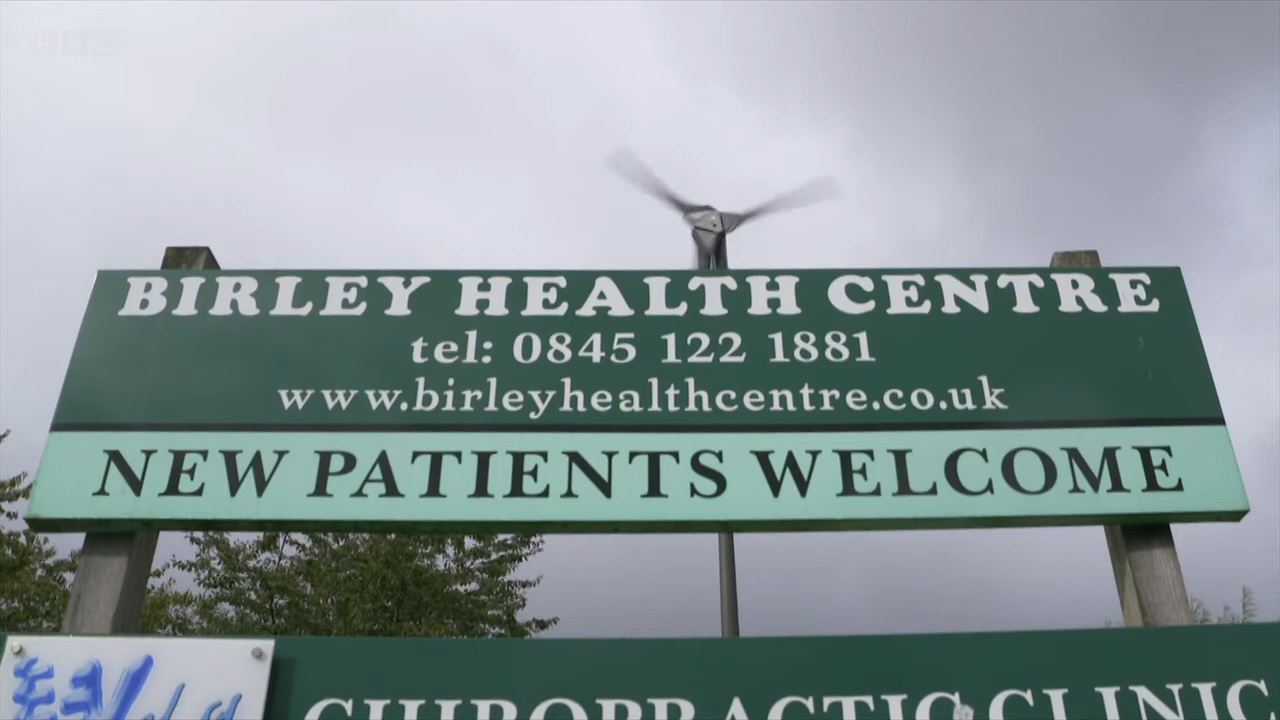 BIRLEY HEALTH CENTRE
tel: 0845 122 1881
www.birleyhealthcentre.co.uk
NEW PATIENTS WELCOME
CHIROPRACTIC CLINIC